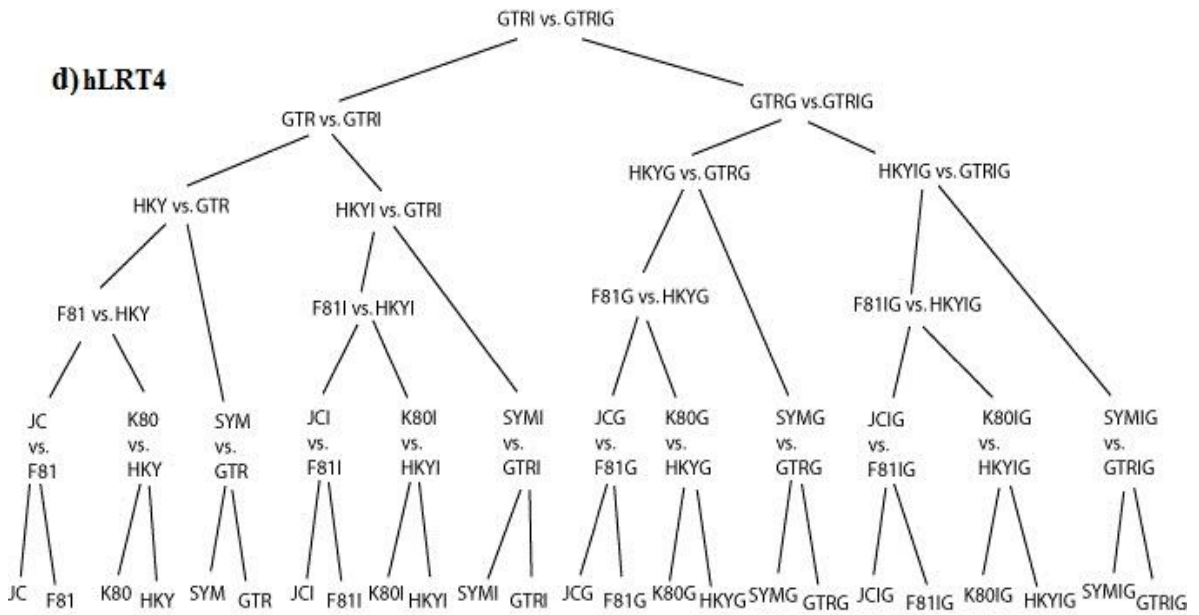 GTRI vs. GTRIG
d) hLRT4
GTR vs. GTRI
GTRG vs.GTRIG
HKY vs. GTR
HKYI vs. GTRI
HKYG vs. GTRG
HKYIG vs. GTRIG
F81 vs. HKY
F81I vs. HKYI
F81G vs. HKYG
F81IG vs. HKYIG
JC
vs.
F81
K80
vs.
HKY
SYM
vs.
GTR
JCI
vs.
F81I
K80I
vs.
HKYI
SYMI
vs.
GTRI
JCG
vs.
F81G
K80G
vs.
HKYG
SYMG
vs.
GTRG
JCIG
vs.
F81IG
K80IG
vs.
HKYIG
SYMIG
vs.
GTRIG
JC F81 K80 HKY SYM GTR JCI F81I K80I HKYI SYMI GTRI JCG F81G K80G HKYG SYMG GTRG JCIG F81IG K80IG HKYIG SYMIG GTRIG